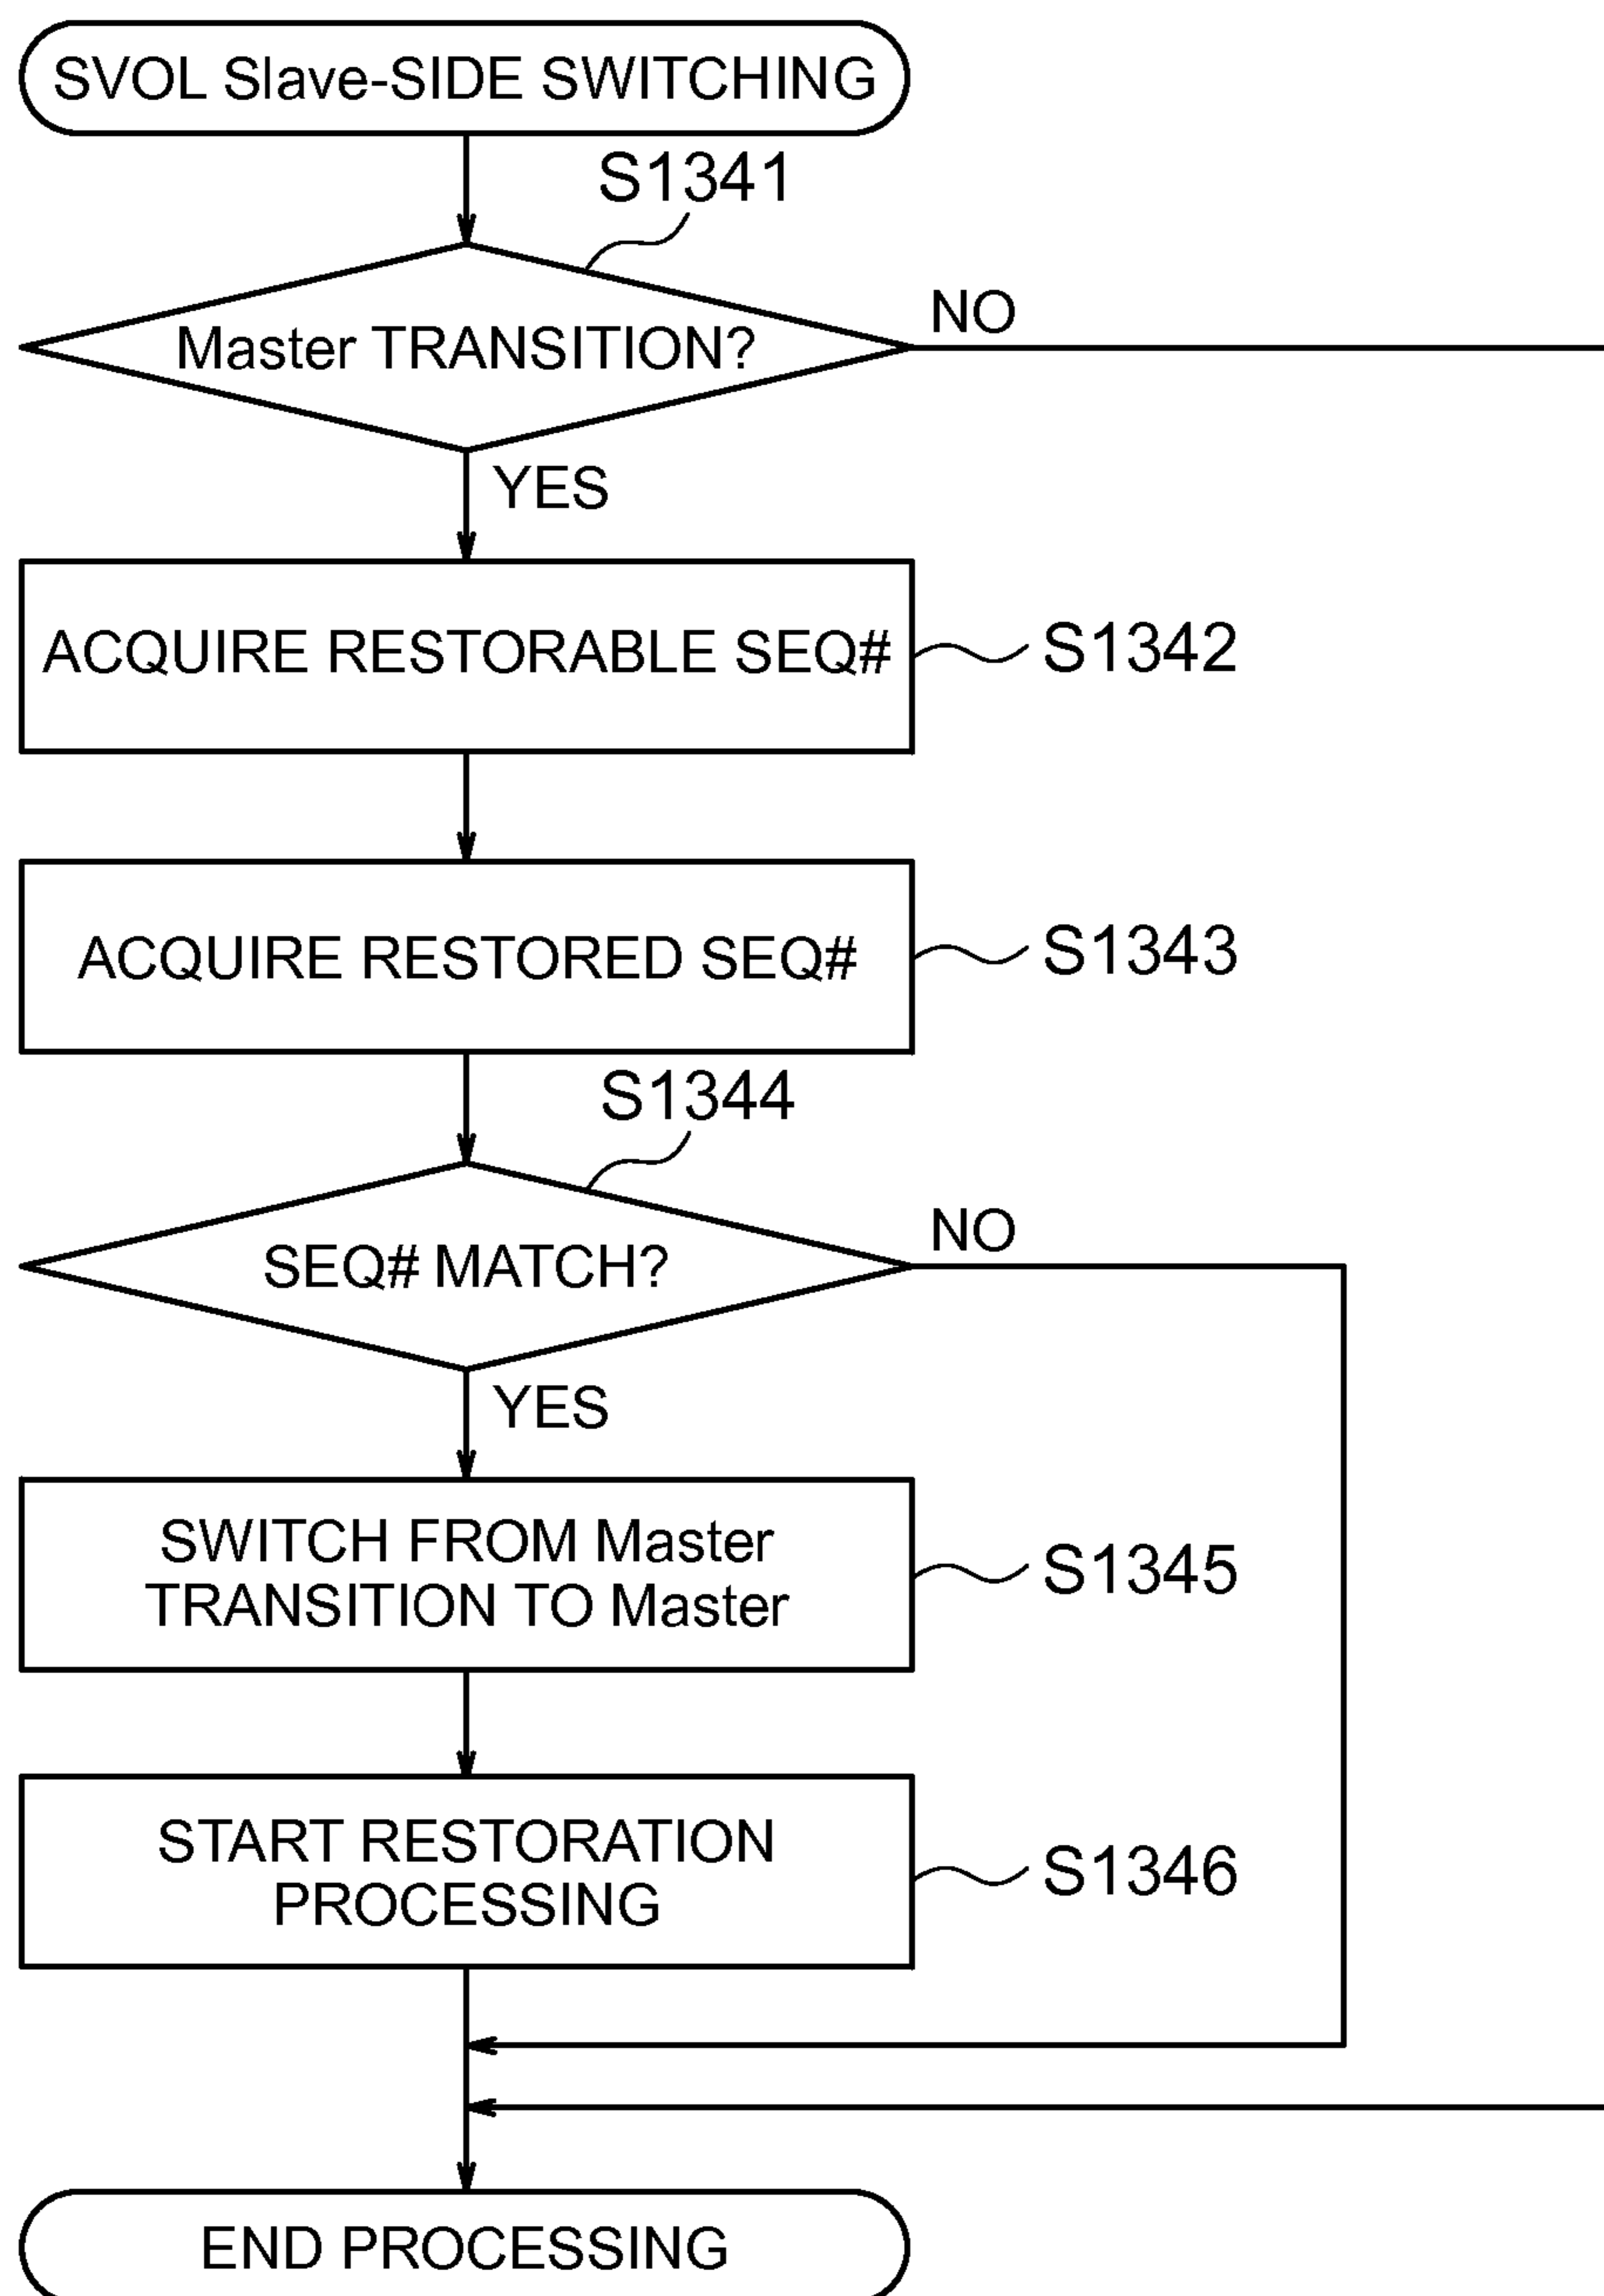 SVOL Slave-SIDE SWITCHING
S1341
Master TRANSITION?
NO
YES
ACQUIRE RESTORABLE SEQ#
S1342
ACQUIRE RESTORED SEQ#
S1343
S1344
SEQ# MATCH?
NO
YES
SWITCH FROM Master
TRANSITION TO Master
S1345
START RESTORATION
PROCESSING
S1346
END PROCESSING